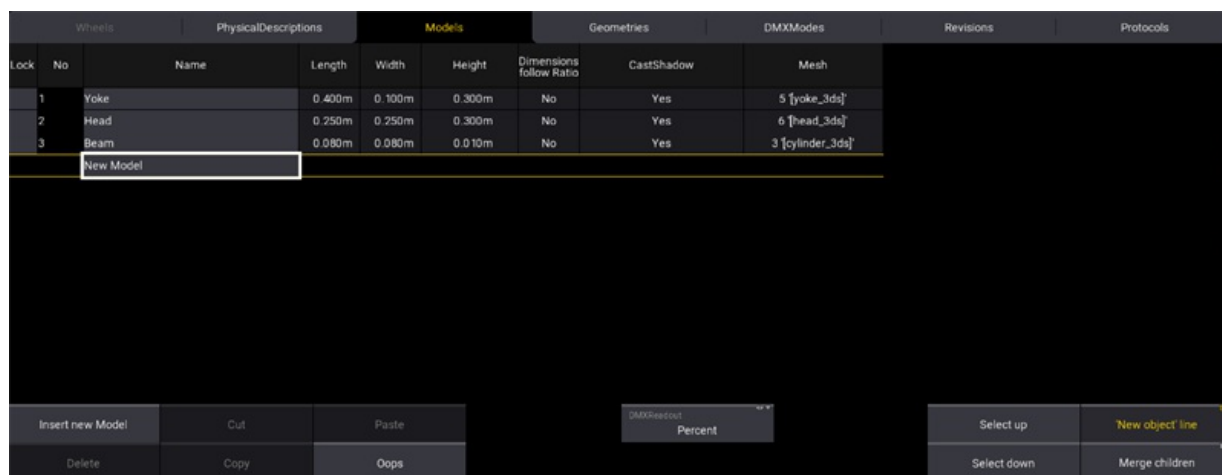 Wheels PhysicalDescriptions Models Geometries DMXModes Revisions Protocols
Lock No Name Length Width Height Dimensions follow Ratio CastShadow Mesh
1 Yoke 0.400m 0.100m 0.300m No Yes 5 '[yoke_3ds]'
2 Head 0.250m 0.250m 0.300m No Yes 6 '[head_3ds]'
3 Beam 0.080m 0.080m 0.010m No Yes 3 '[cylinder_3ds]'
New Model
Insert new Model Cut Paste DMXReadout Percent Select up 'New object' line
Delete Copy Oops Select down Merge children